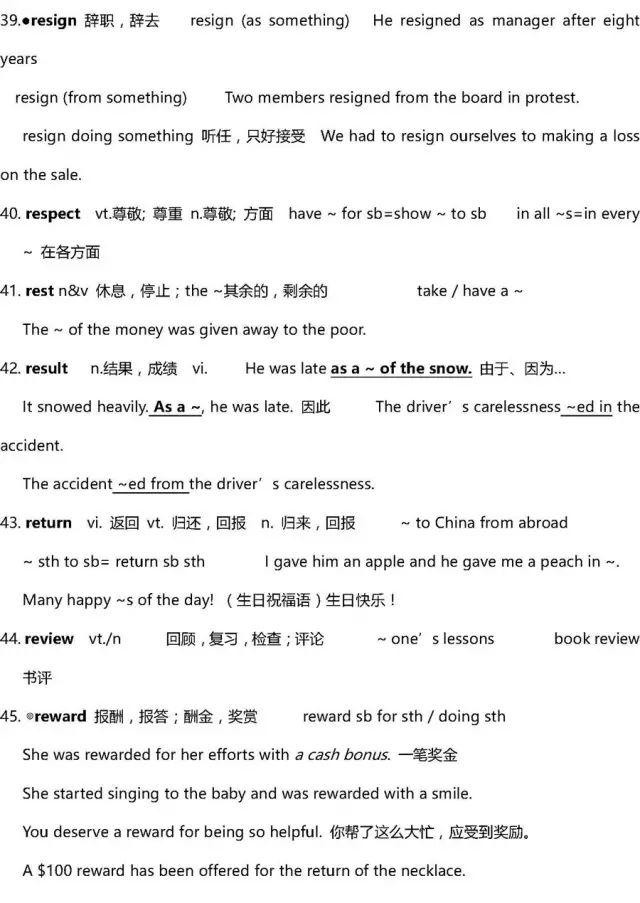 39.●resign 辞职，辞去 resign (as something) He resigned as manager after eight
years
resign (from something) Two members resigned from the board in protest.
resign doing something 听任，只好接受 We had to resign ourselves to making a loss
on the sale.
40. respect vt.尊敬; 尊重 n.尊敬; 方面 have ~ for sb=show ~ to sb in all ~s=in every
~ 在各方面
41. rest n&v 休息，停止；the ~其余的，剩余的 take / have a ~
The ~ of the money was given away to the poor.
42. result n.结果，成绩 vi. He was late as a ~ of the snow. 由于、因为...
It snowed heavily. As a ~, he was late. 因此 The driver’s carelessness ~ed in the
accident.
The accident ~ed from the driver’s carelessness.
43. return vi. 返回 vt. 归还，回报 n. 归来，回报 ~ to China from abroad
~ sth to sb= return sb sth I gave him an apple and he gave me a peach in ~.
Many happy ~s of the day! （生日祝福语）生日快乐！
44. review vt./n 回顾，复习，检查；评论 ~ one’s lessons book review
书评
45. ◎reward 报酬，报答；酬金，奖赏 reward sb for sth / doing sth
She was rewarded for her efforts with a cash bonus. 一笔奖金
She started singing to the baby and was rewarded with a smile.
You deserve a reward for being so helpful. 你帮了这么大忙，应受到奖励。
A $100 reward has been offered for the return of the necklace.